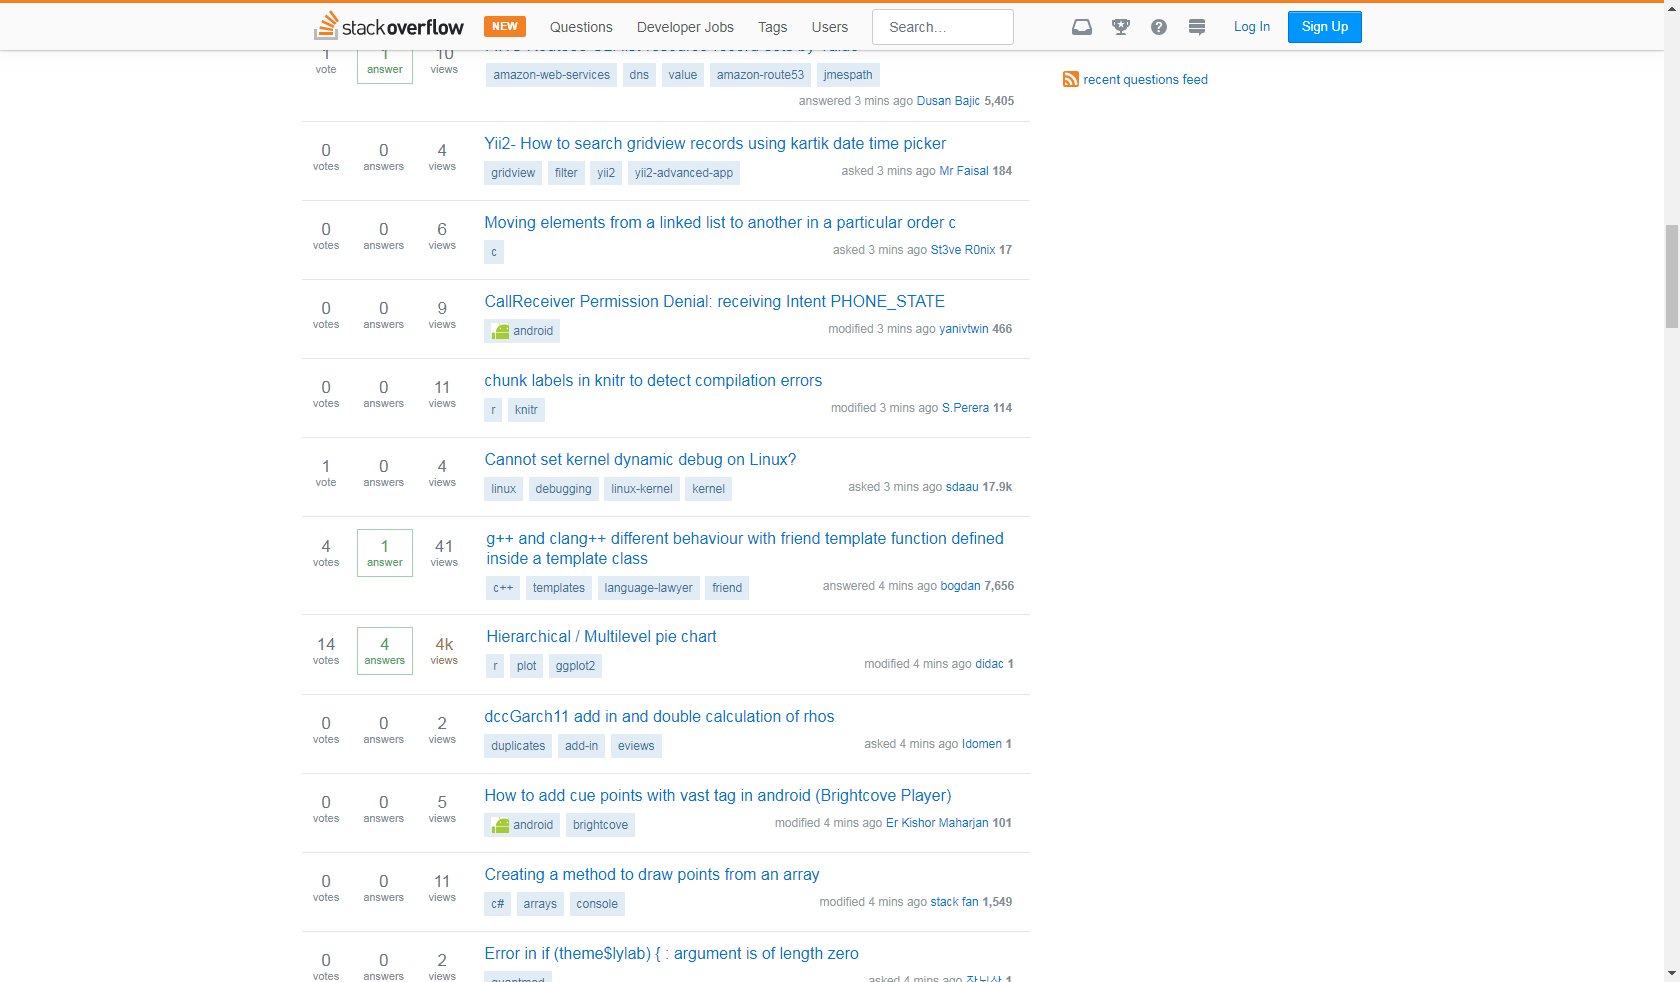 stackoverflow NEW Questions Developer Jobs Tags Users Search... Log In Sign Up
1 vote 1 answer 10 views
amazon-web-services dns value amazon-route53 jmespath
answered 3 mins ago Dusan Bajic 5,405
recent questions feed
0 votes 0 answers 4 views
Yii2- How to search gridview records using kartik date time picker
gridview filter yii2 yii2-advanced-app
asked 3 mins ago Mr Faisal 184
0 votes 0 answers 6 views
Moving elements from a linked list to another in a particular order c
c
asked 3 mins ago St3ve R0nix 17
0 votes 0 answers 9 views
CallReceiver Permission Denial: receiving Intent PHONE_STATE
android
modified 3 mins ago yanivtwin 466
0 votes 0 answers 11 views
chunk labels in knitr to detect compilation errors
r knitr
modified 3 mins ago S.Perera 114
1 vote 0 answers 4 views
Cannot set kernel dynamic debug on Linux?
linux debugging linux-kernel kernel
asked 3 mins ago sdaau 17.9k
4 votes 1 answer 41 views
g++ and clang++ different behaviour with friend template function defined
inside a template class
c++ templates language-lawyer friend
answered 4 mins ago bogdan 7,656
14 votes 4 answers 4k views
Hierarchical / Multilevel pie chart
r plot ggplot2
modified 4 mins ago didac 1
0 votes 0 answers 2 views
dccGarch11 add in and double calculation of rhos
duplicates add-in eviews
asked 4 mins ago Idomen 1
0 votes 0 answers 5 views
How to add cue points with vast tag in android (Brightcove Player)
android brightcove
modified 4 mins ago Er Kishor Maharjan 101
0 votes 0 answers 11 views
Creating a method to draw points from an array
c# arrays console
modified 4 mins ago stack fan 1,549
0 votes 0 answers 2 views
Error in if (theme$lylab) { : argument is of length zero
quantmod
asked 4 mins ago